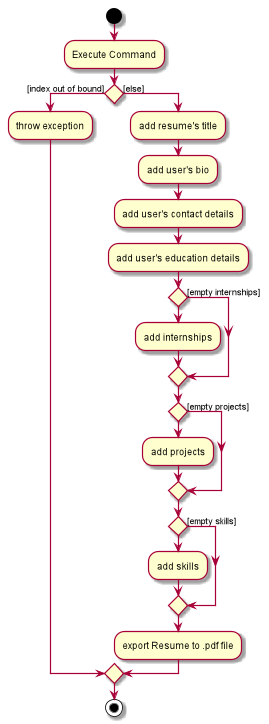 Execute Command
[index out of bound]
[else]
throw exception
add resume's title
add user's bio
add user's contact details
add user's education details
[empty internships]
add internships
[empty projects]
add projects
[empty skills]
add skills
export Resume to .pdf file